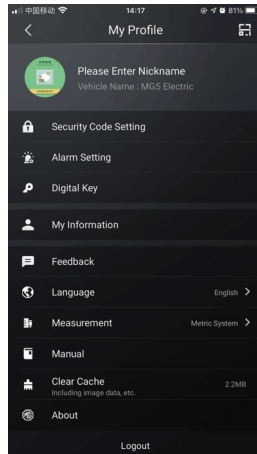 中国移动
14:17
81%
My Profile
Please Enter Nickname
Vehicle Name : MG5 Electric
Security Code Setting
Alarm Setting
Digital Key
My Information
Feedback
Language
English
Measurement
Metric System
Manual
Clear Cache
2.2MB
Including image data, etc.
About
Logout